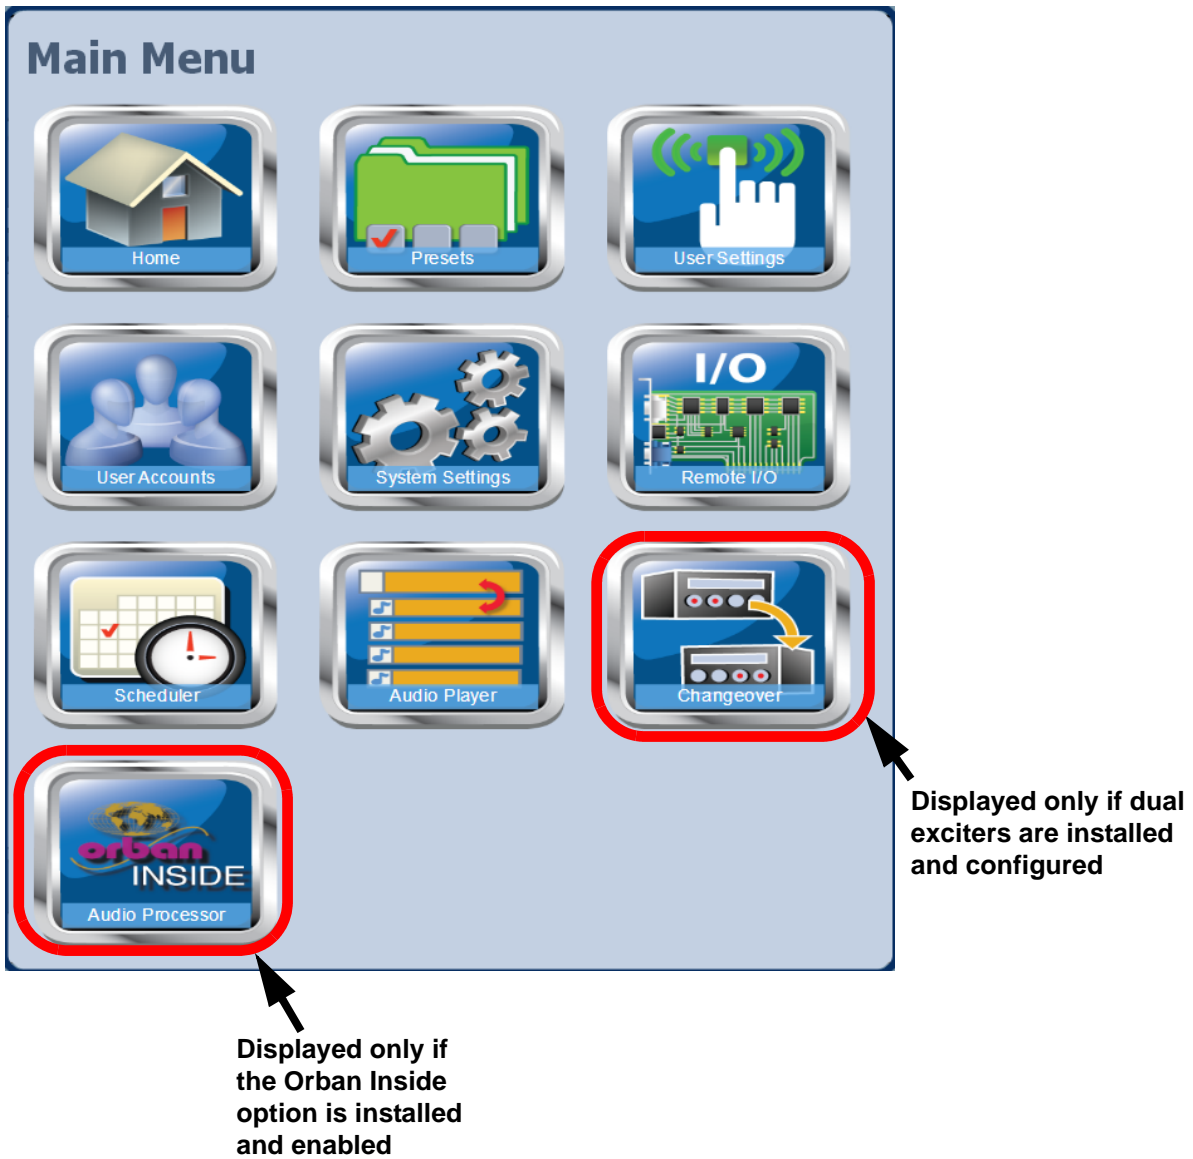 Main Menu
Home
Presets
User Settings
I/O
User Accounts
System Settings
Remote I/O
Scheduler
Audio Player
Changeover
orban
INSIDE
Audio Processor
Displayed only if dual
exciters are installed
and configured
Displayed only if
the Orban Inside
option is installed
and enabled